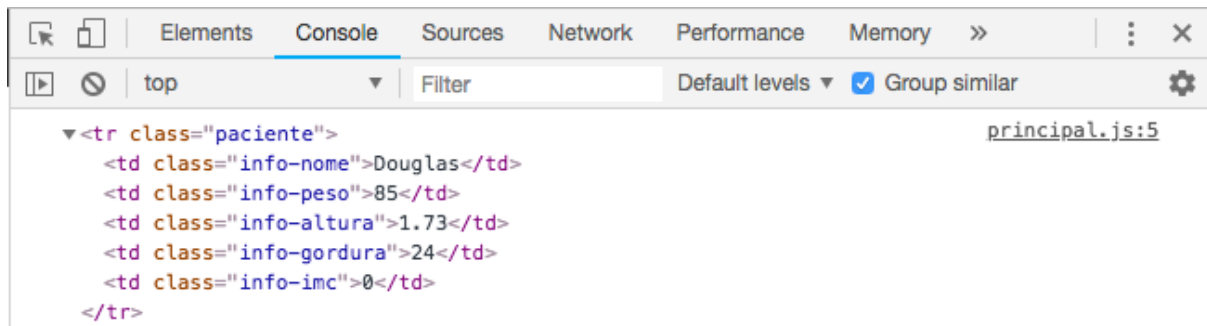 Elements Console Sources Network Performance Memory »
top Filter Default levels Group similar
<tr class="paciente"> principal.js:5
<td class="info-nome">Douglas</td>
<td class="info-peso">85</td>
<td class="info-altura">1.73</td>
<td class="info-gordura">24</td>
<td class="info-imc">0</td>
</tr>